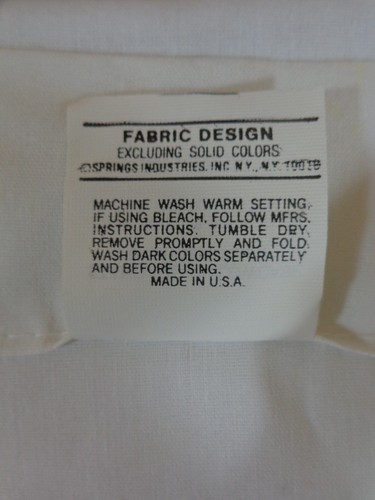 FABRIC DESIGN
EXCLUDING SOLID COLORS
©SPRINGS INDUSTRIES. INC N.Y., N.Y. 10018
MACHINE WASH WARM SETTING.
IF USING BLEACH, FOLLOW MFRS.
INSTRUCTIONS. TUMBLE DRY,
REMOVE PROMPTLY AND FOLD.
WASH DARK COLORS SEPARATELY
AND BEFORE USING.
MADE IN U.S.A.